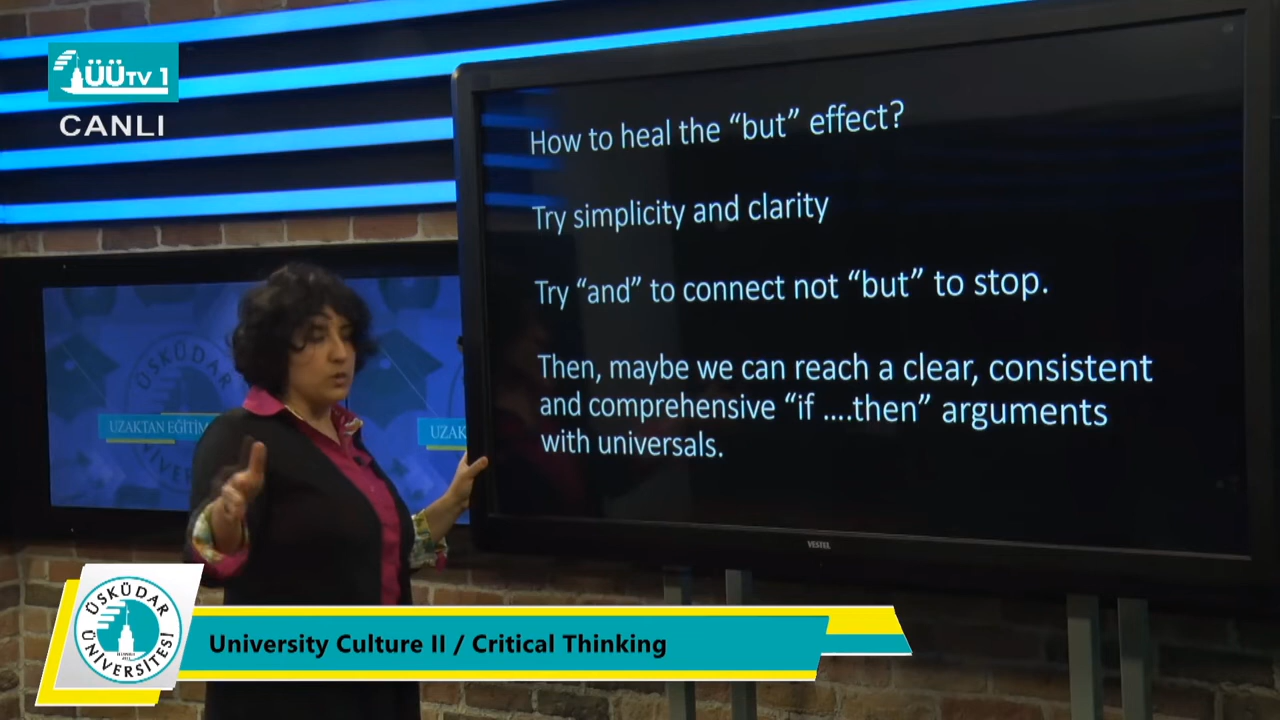 ÜÜTV 1
CANLI
How to heal the “but” effect?
Try simplicity and clarity
Try “and” to connect not “but” to stop.
Then, maybe we can reach a clear, consistent
and comprehensive “if ....then” arguments
with universals.
ÜSKÜDAR
UZAKTAN EĞİTİM
UZAK
VESTEL
ÜSKÜDAR
ÜNİVERSİTESİ
University Culture II / Critical Thinking